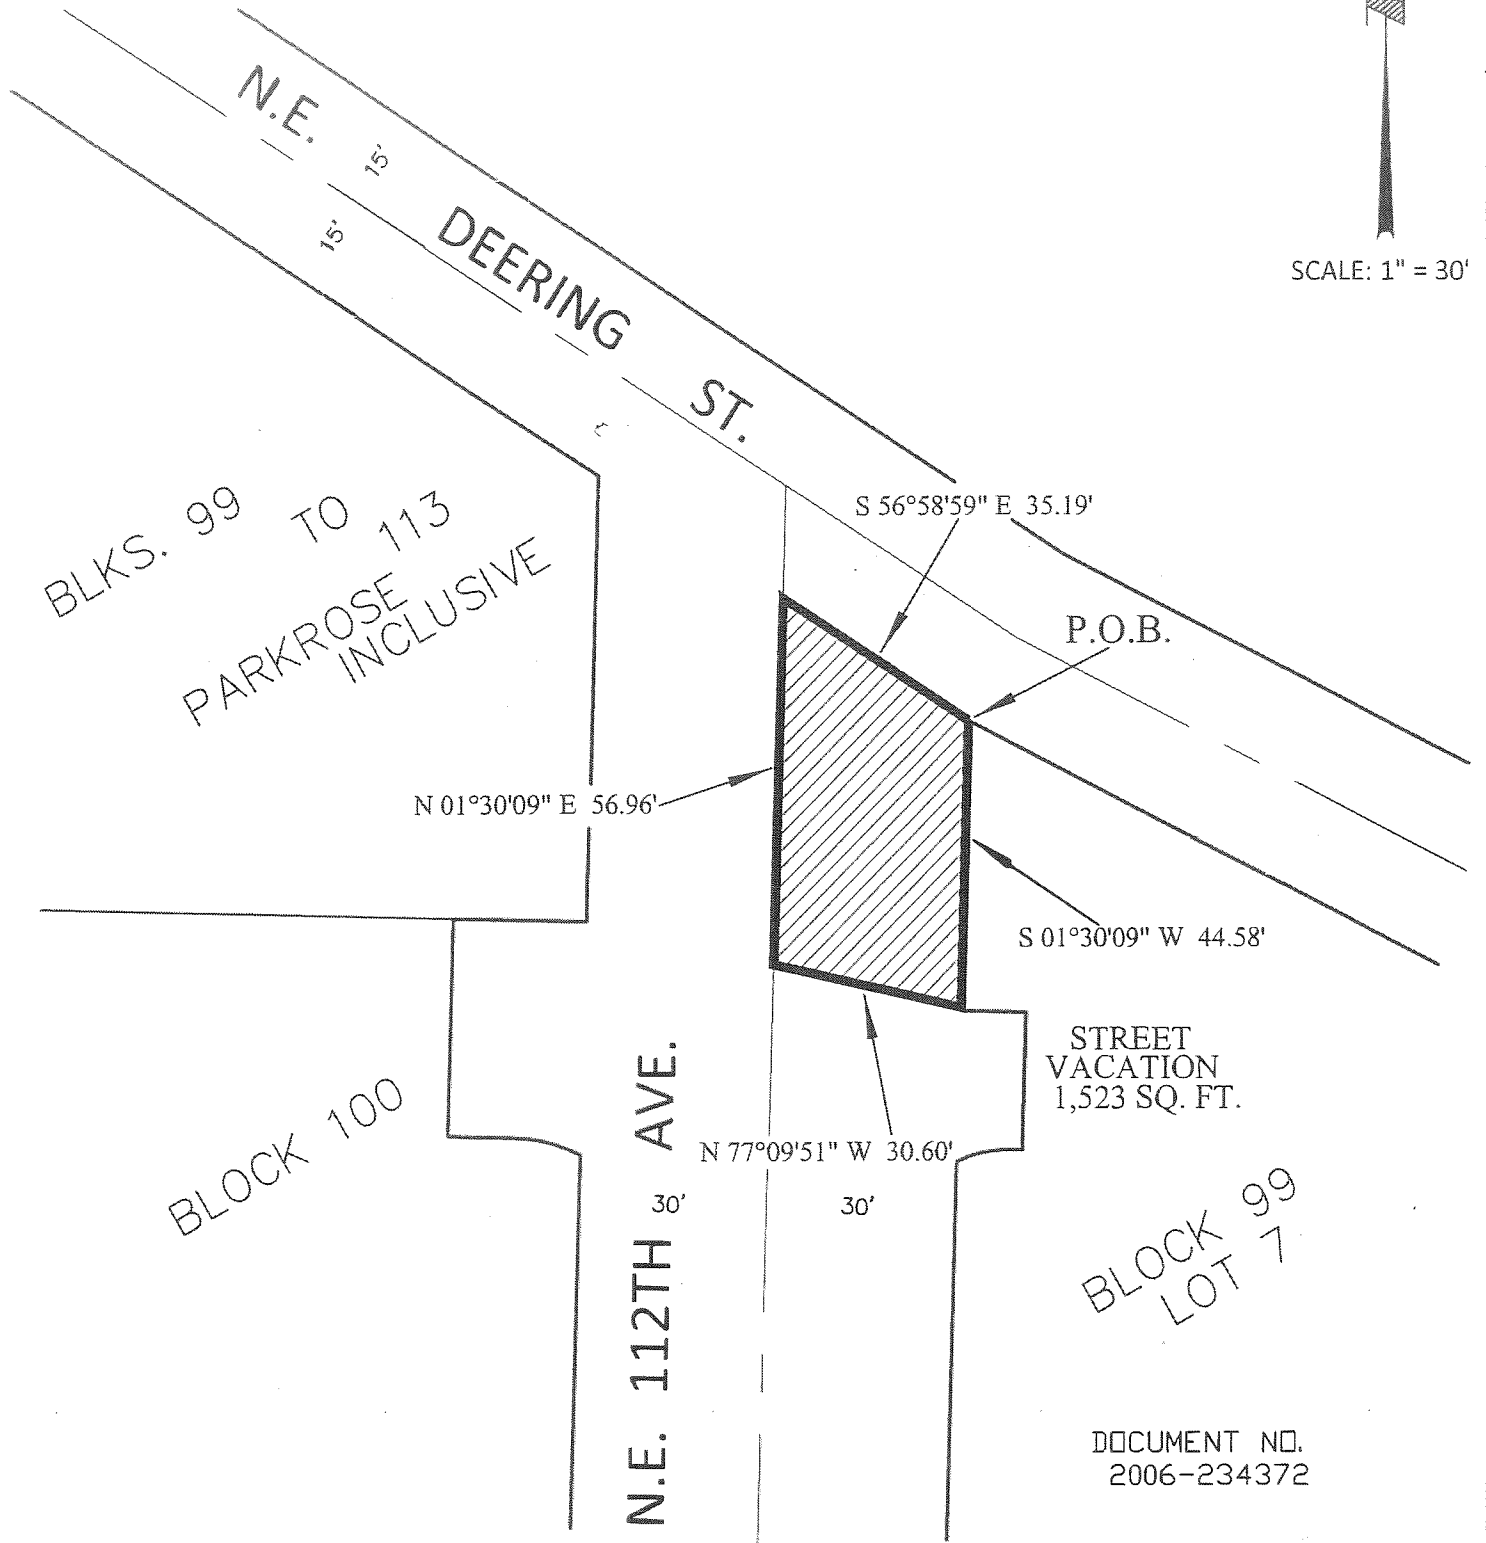 SCALE: 1" = 30'
N.E. DEERING ST.
15'
15'
S 56°58'59" E 35.19'
BLKS. 99 TO 113
PARKROSE
INCLUSIVE
P.O.B.
N 01°30'09" E 56.96'
S 01°30'09" W 44.58'
STREET
VACATION
1,523 SQ. FT.
N 77°09'51" W 30.60'
BLOCK 100
N.E. 112TH AVE.
30'
30'
BLOCK 99
LOT 7
DOCUMENT NO.
2006-234372